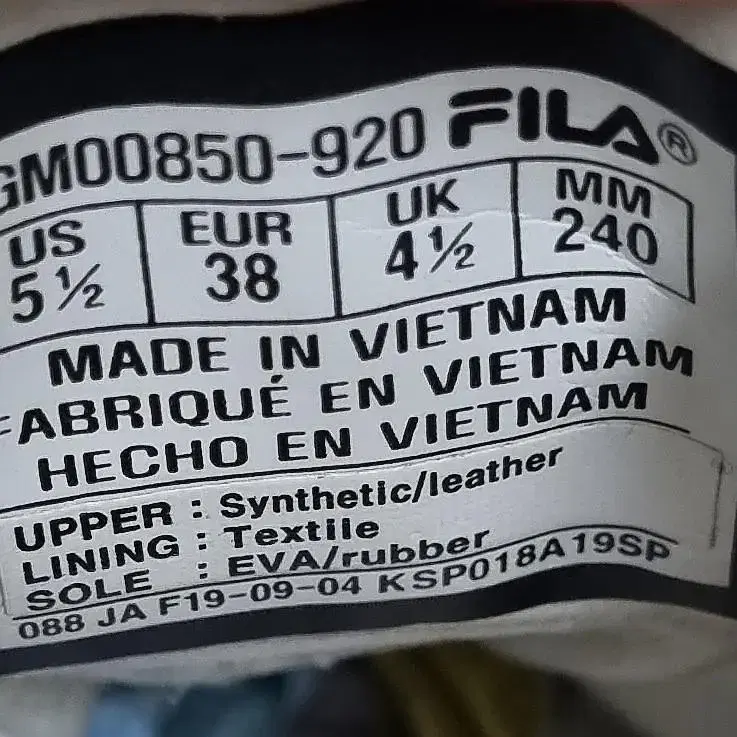 GM00850-920 FILA®
US EUR UK MM
5½ 38 4½ 240
MADE IN VIETNAM
FABRIQUÉ EN VIETNAM
HECHO EN VIETNAM
UPPER : Synthetic/leather
LINING : Textile
SOLE : EVA/rubber
088 JA F19-09-04 KSP018A19SP